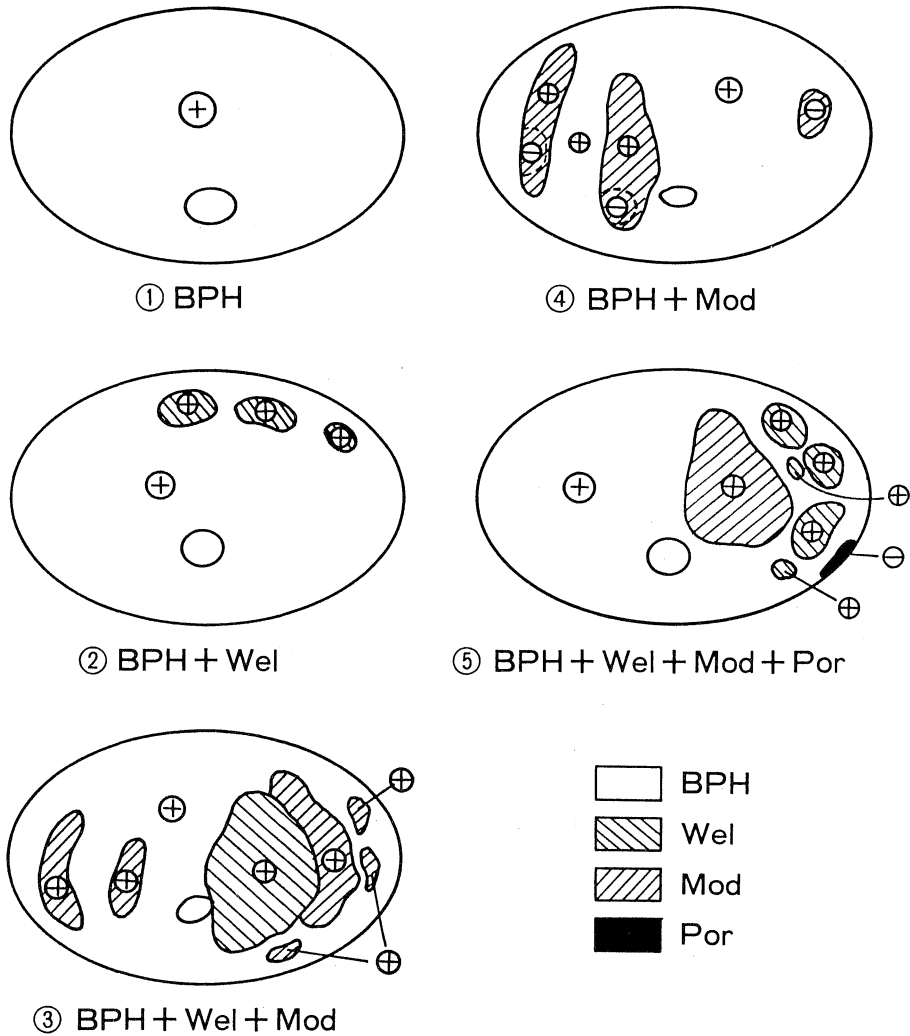 ① BPH
② BPH + Wel
③ BPH + Wel + Mod
④ BPH + Mod
⑤ BPH + Wel + Mod + Por
BPH
Wel
Mod
Por